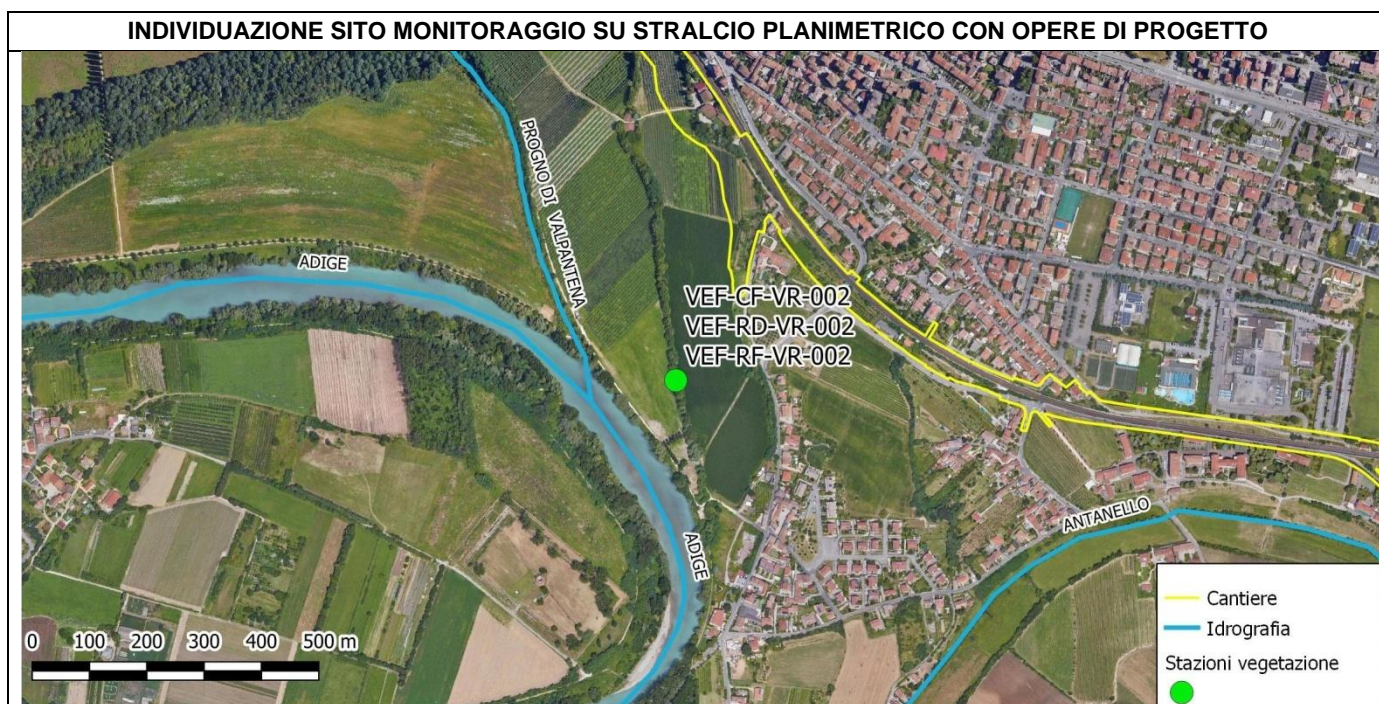 INDIVIDUAZIONE SITO MONITORAGGIO SU STRALCIO PLANIMETRICO CON OPERE DI PROGETTO
PROGNO DI VALPANTENA
ADIGE
VEF-CF-VR-002
VEF-RD-VR-002
VEF-RF-VR-002
ADIGE
ANTANELLO
0 100 200 300 400 500 m
Cantiere
Idrografia
Stazioni vegetazione